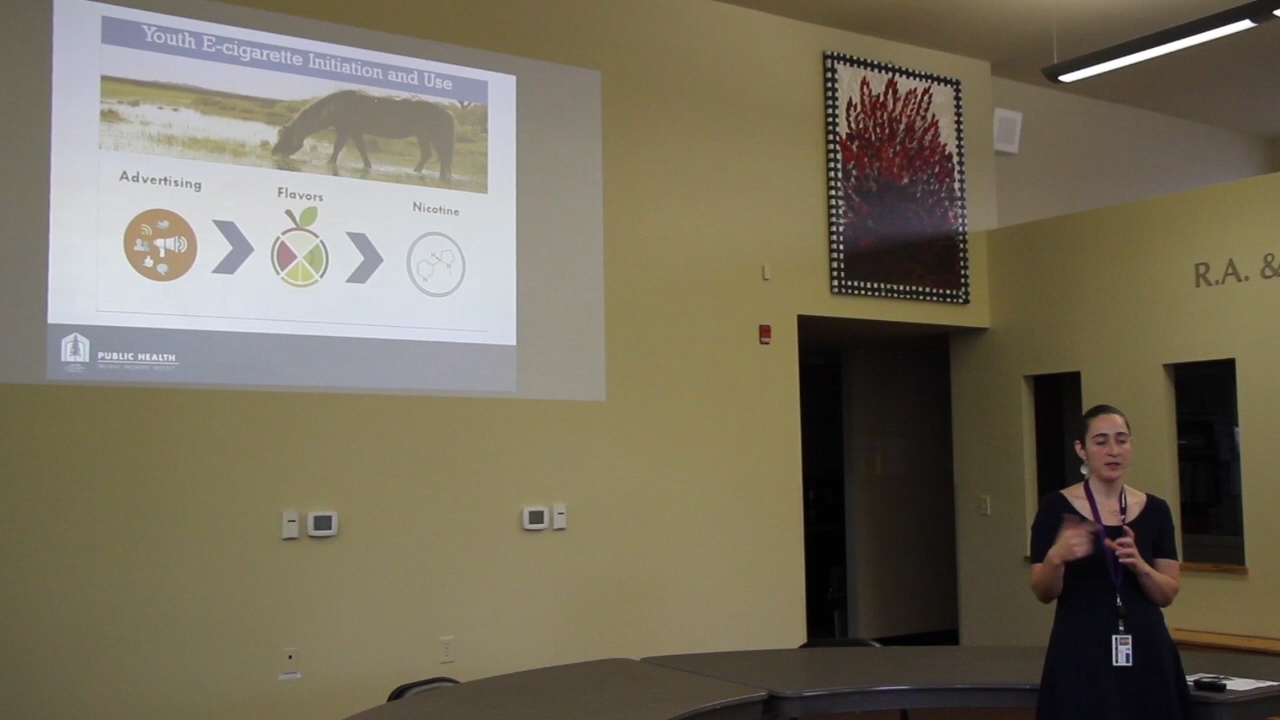 Youth E-cigarette Initiation and Use
Advertising
Flavors
Nicotine
N
N
PUBLIC HEALTH
R.A. &